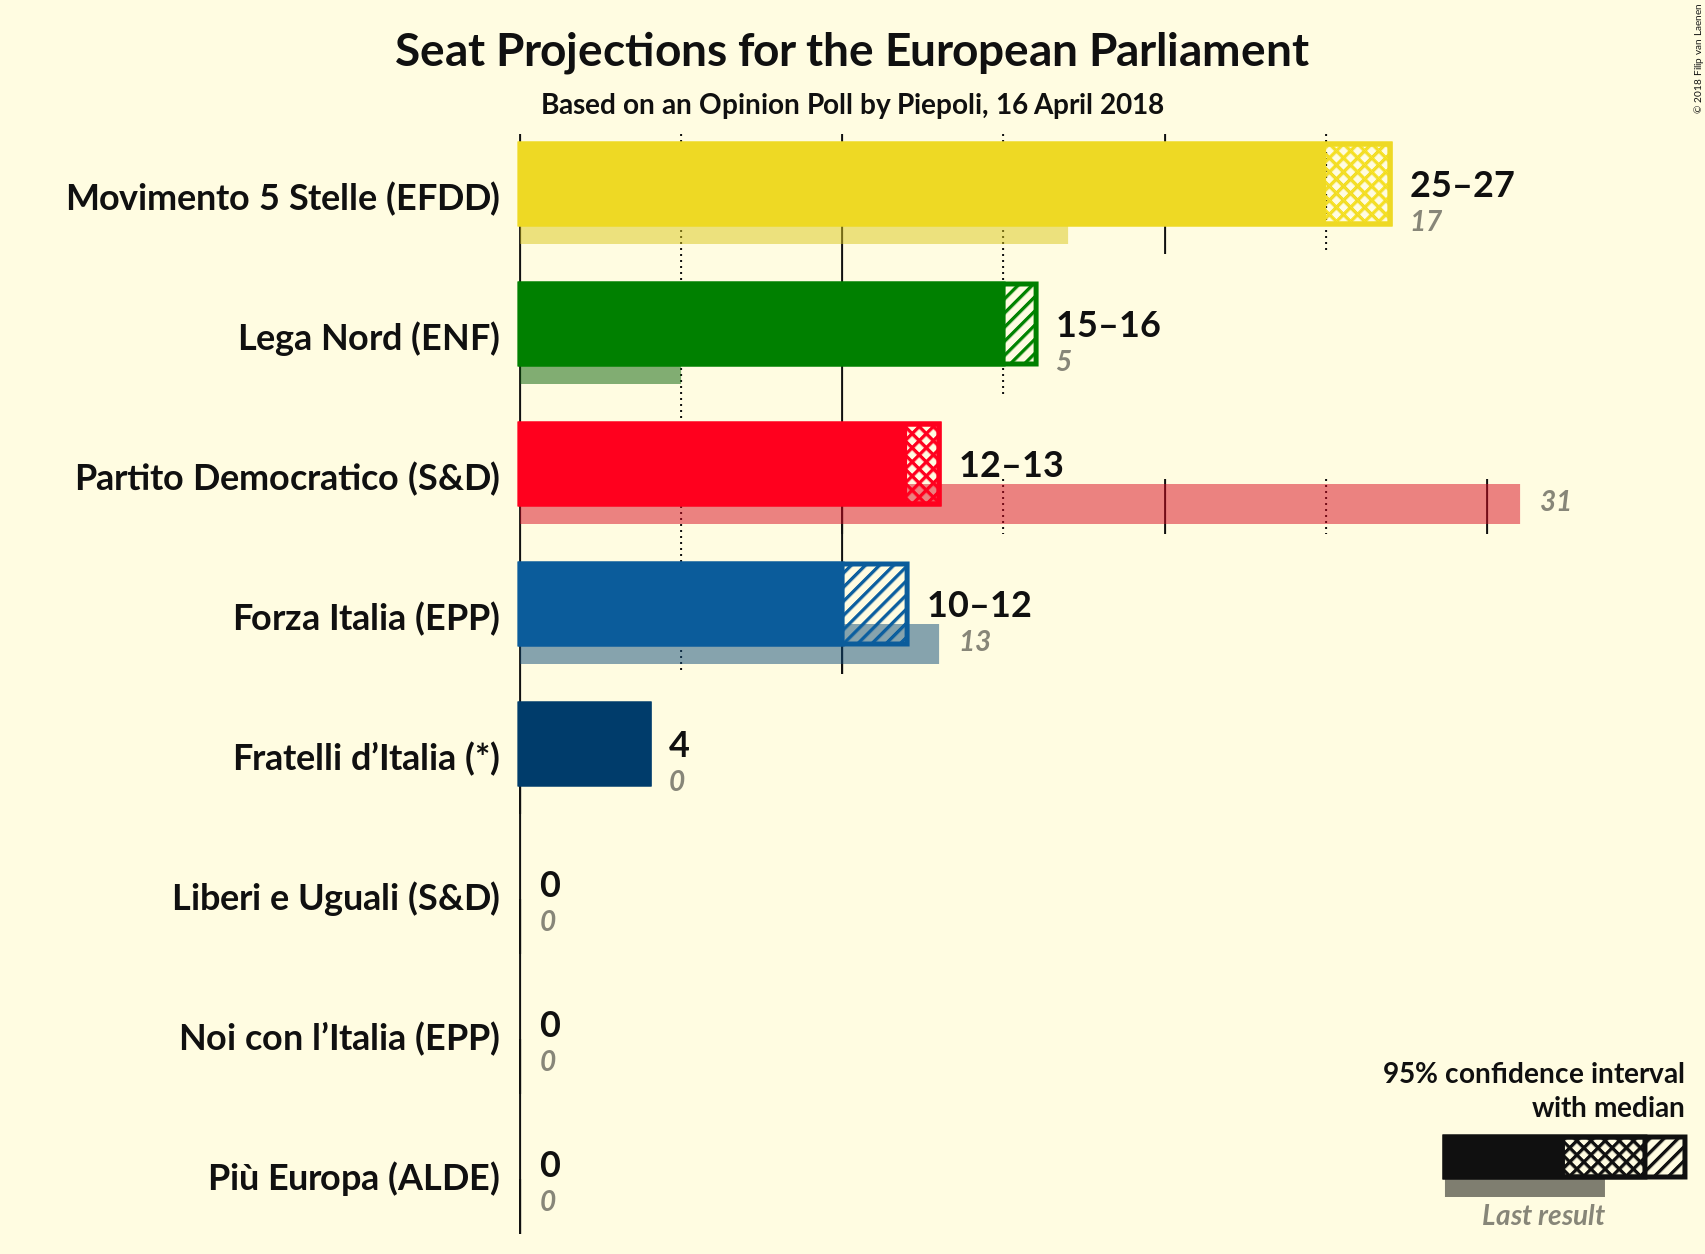 Seat Projections for the European Parliament
Based on an Opinion Poll by Piepoli, 16 April 2018
© 2018 Filip van Laenen
Movimento 5 Stelle (EFDD)
25–27
17
Lega Nord (ENF)
15–16
5
Partito Democratico (S&D)
12–13
31
Forza Italia (EPP)
10–12
13
Fratelli d’Italia (*)
4
0
Liberi e Uguali (S&D)
0
0
Noi con l’Italia (EPP)
0
0
Più Europa (ALDE)
0
0
95% confidence interval
with median
Last result